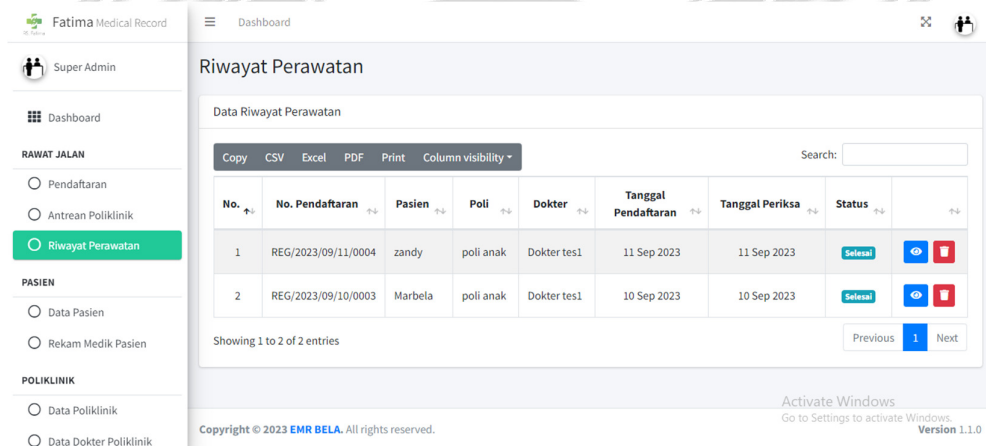 Fatima Medical Record
Dashboard
Super Admin
Riwayat Perawatan
Dashboard
Data Riwayat Perawatan
RAWAT JALAN
Copy CSV Excel PDF Print Column visibility
Search:
Pendaftaran
Antrean Poliklinik
Riwayat Perawatan
No. No. Pendaftaran Pasien Poli Dokter Tanggal Pendaftaran Tanggal Periksa Status
1 REG/2023/09/11/0004 zandy poli anak Dokter tes1 11 Sep 2023 11 Sep 2023 Selesai
2 REG/2023/09/10/0003 Marbela poli anak Dokter tes1 10 Sep 2023 10 Sep 2023 Selesai
PASIEN
Data Pasien
Rekam Medik Pasien
Showing 1 to 2 of 2 entries
Previous 1 Next
POLIKLINIK
Data Poliklinik
Data Dokter Poliklinik
Activate Windows
Go to Settings to activate Windows.
Copyright © 2023 EMR BELA. All rights reserved.
Version 1.1.0